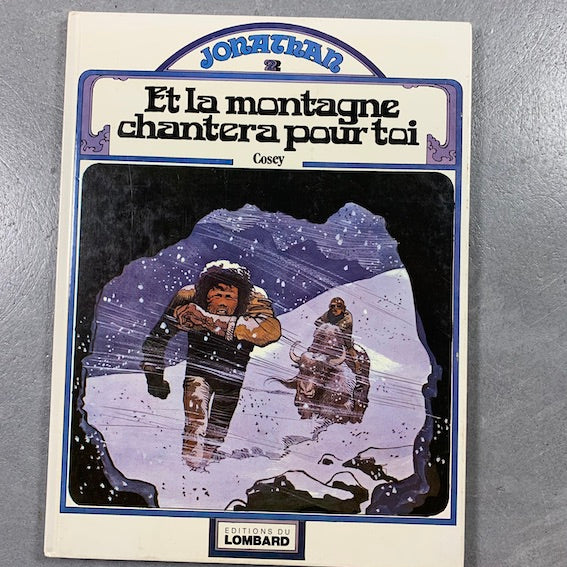 JONATHAN
2
Et la montagne
chantera pour toi
Cosey
EDITIONS DU
LOMBARD